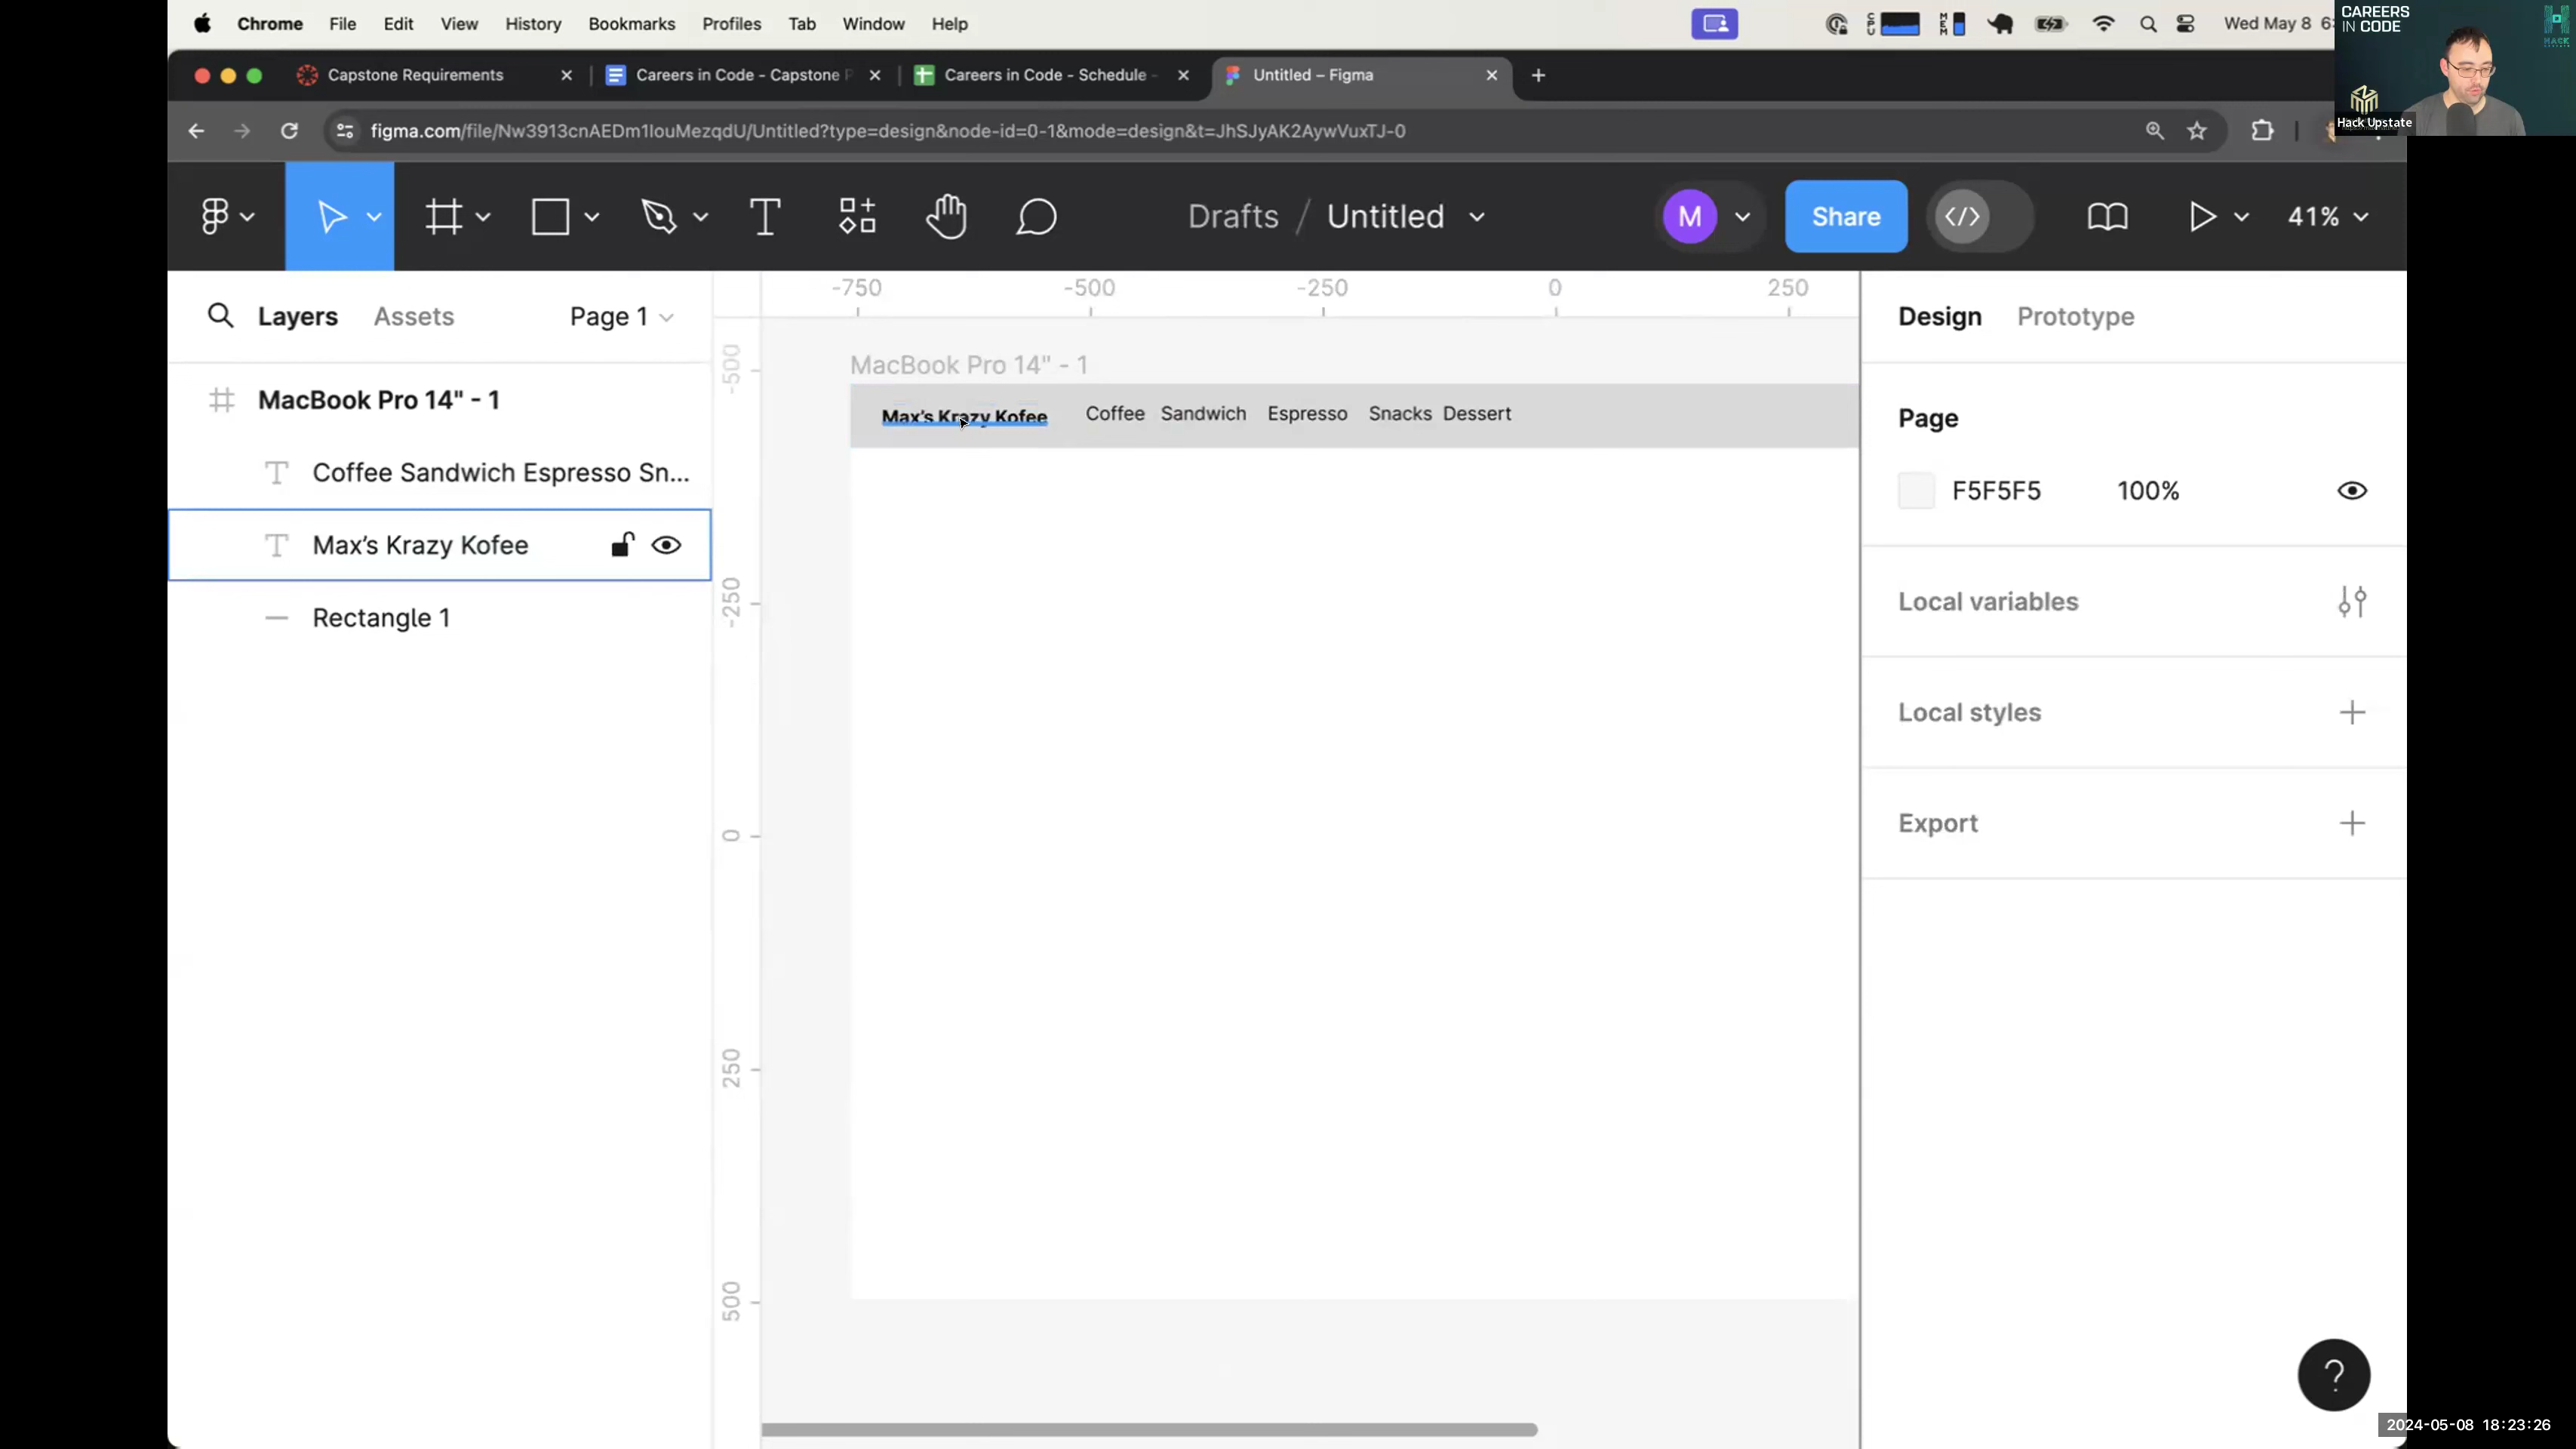 Chrome File Edit View History Bookmarks Profiles Tab Window Help
CPU
MEM
Wed May 8 6:
CAREERS
IN CODE
HACK
Hack Upstate
Capstone Requirements
Careers in Code - Capstone P
Careers in Code - Schedule -
Untitled – Figma
figma.com/file/Nw3913cnAEDm1IouMezqdU/Untitled?type=design&node-id=0-1&mode=design&t=JhSJyAK2AywVuxTJ-0
Drafts / Untitled
M
Share
41%
Layers Assets Page 1
MacBook Pro 14" - 1
Coffee Sandwich Espresso Sn...
Max's Krazy Kofee
Rectangle 1
-750 -500 -250 0 250
-500
-250
0
250
500
MacBook Pro 14" - 1
Max's Krazy Kofee Coffee Sandwich Espresso Snacks Dessert
Design Prototype
Page
F5F5F5 100%
Local variables
Local styles
Export
?
2024-05-08 18:23:26